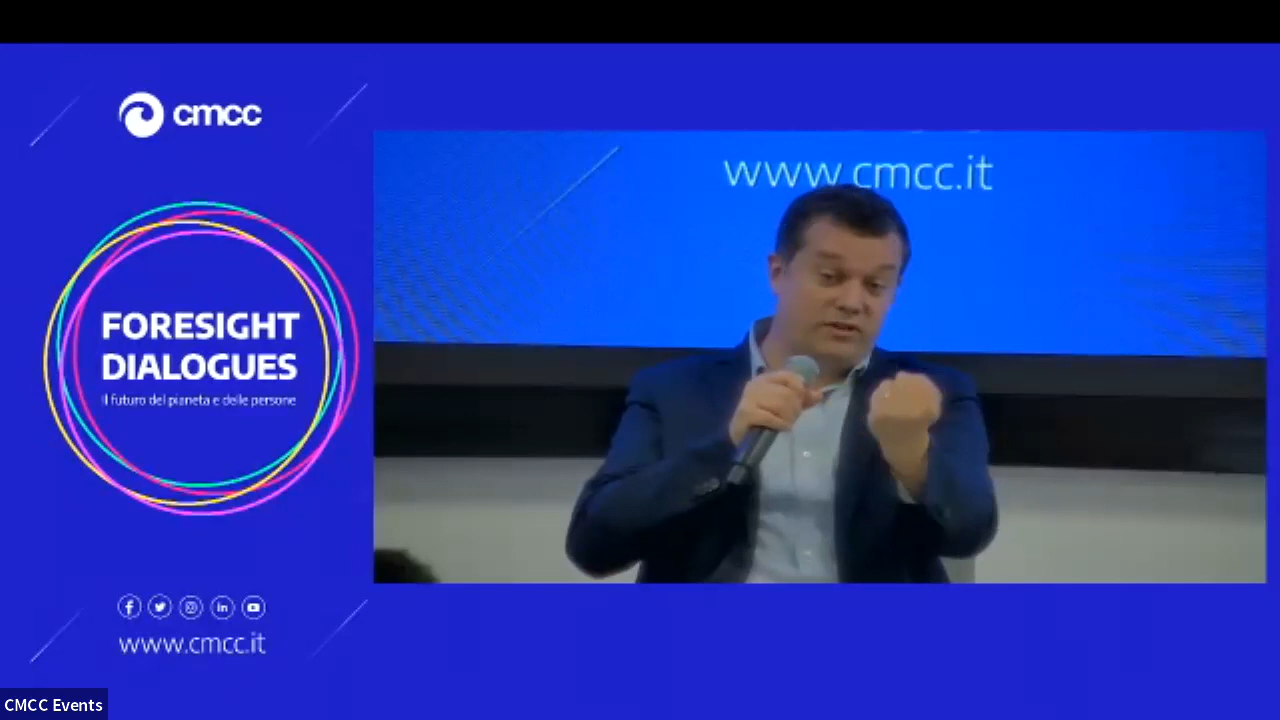 cmcc
FORESIGHT
DIALOGUES
Il futuro del pianeta e delle persone
www.cmcc.it
www.cmcc.it
CMCC Events